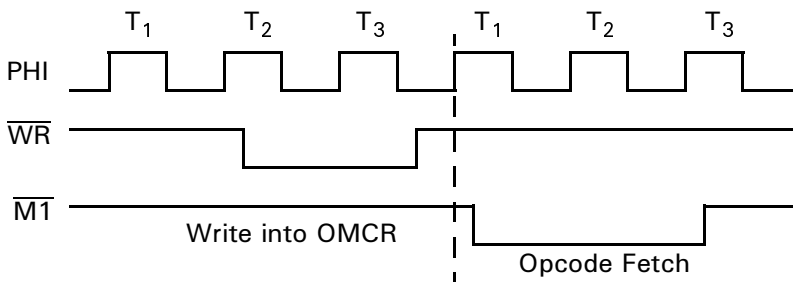 T1 T2 T3 T1 T2 T3
PHI
WR
M1
Write into OMCR
Opcode Fetch